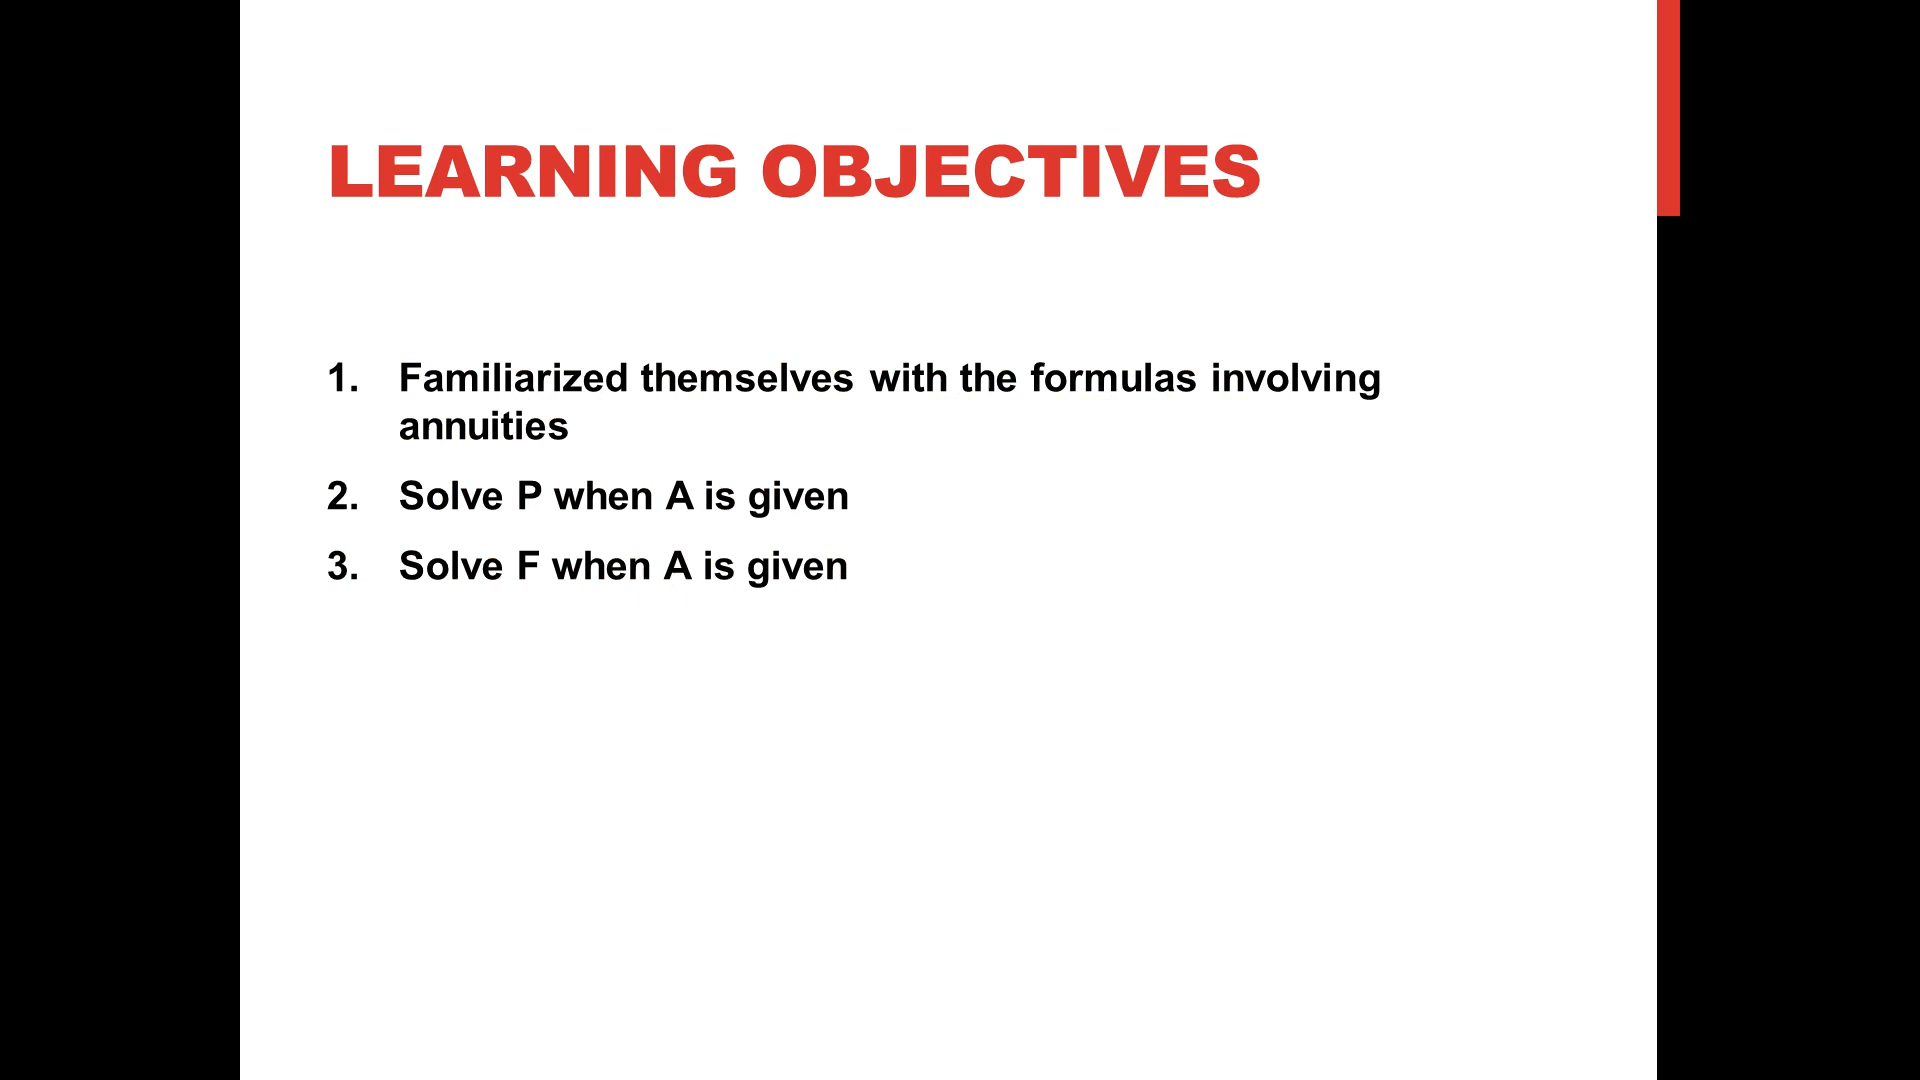 LEARNING OBJECTIVES
1. Familiarized themselves with the formulas involving
annuities
2. Solve P when A is given
3. Solve F when A is given